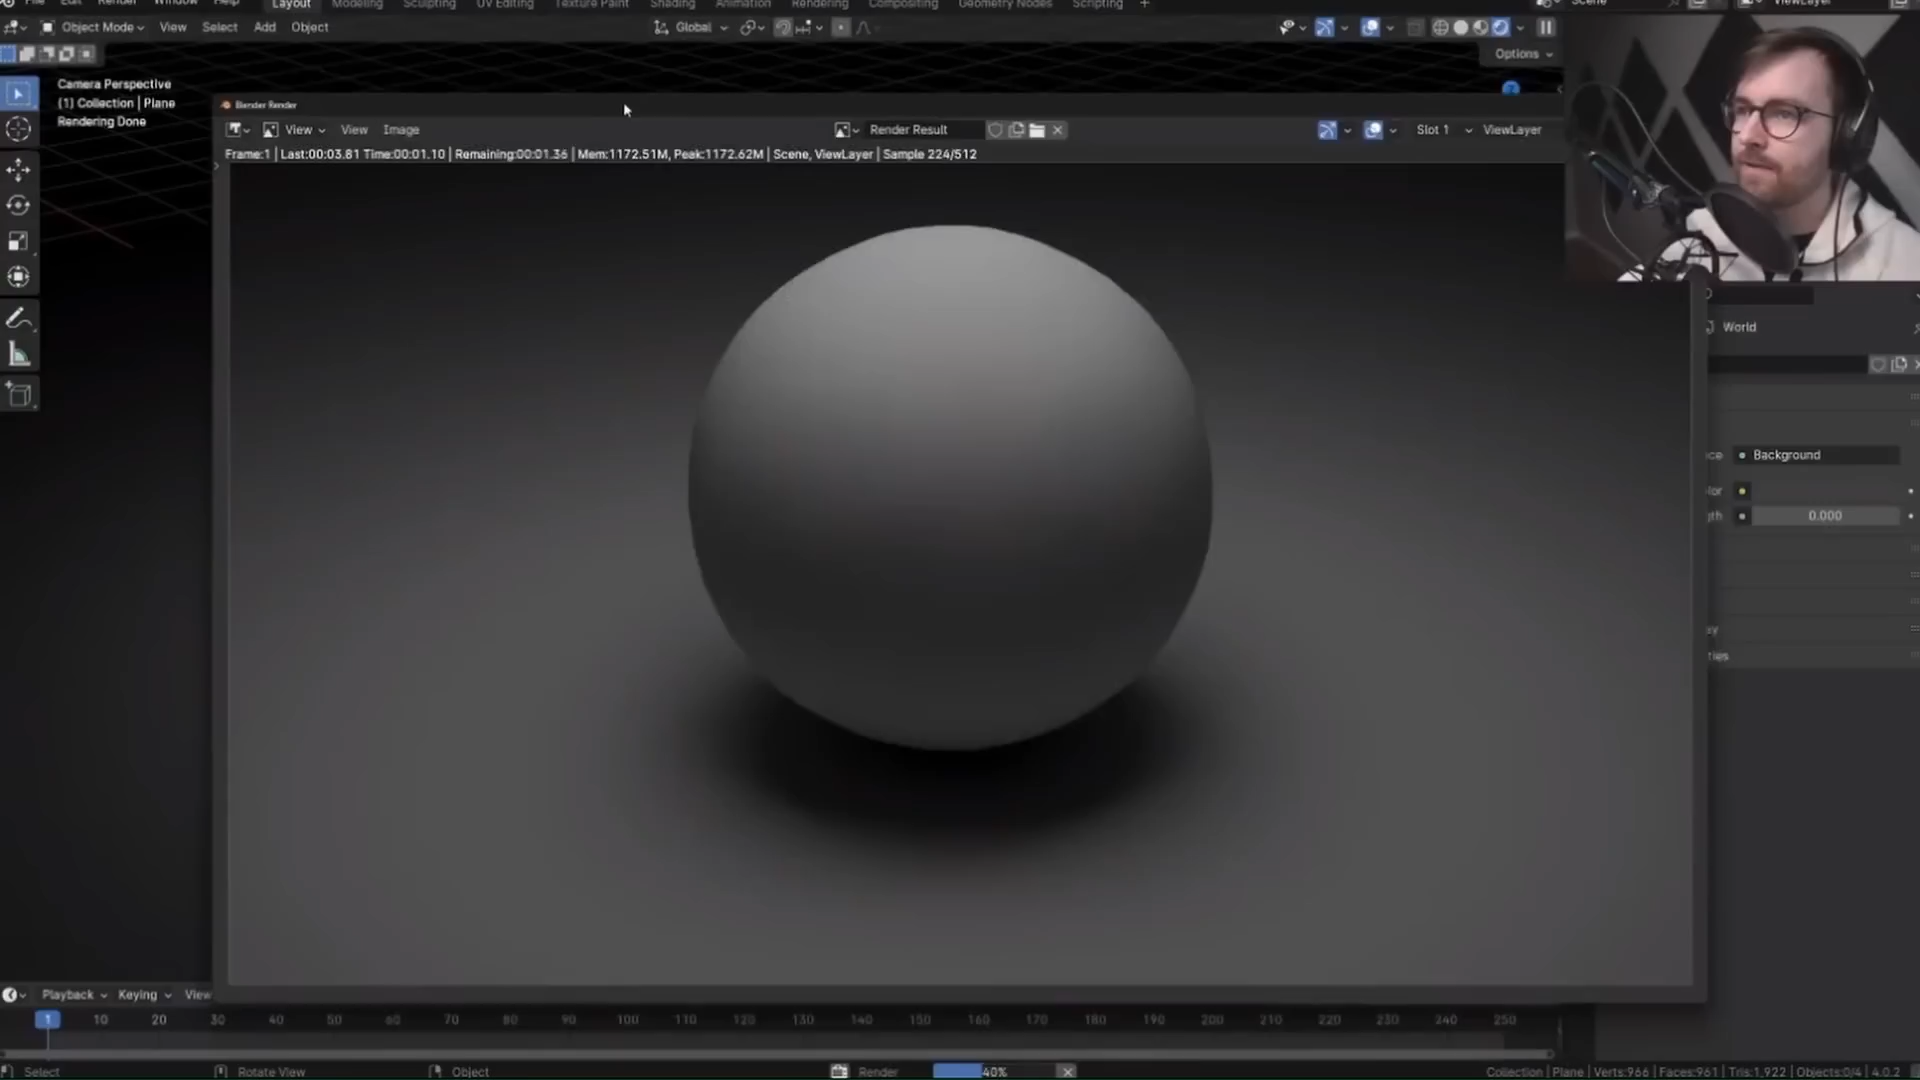 File Edit Render Window Help Layout Modeling Sculpting UV Editing Texture Paint Shading Animation Rendering Compositing Geometry Nodes Scripting + Scene ViewLayer
Object Mode View Select Add Object Global
Options
Camera Perspective
(1) Collection | Plane
Rendering Done
Blender Render
View View Image Render Result Slot 1 ViewLayer
Frame:1 | Last:00:03.81 Time:00:01.10 | Remaining:00:01.36 | Mem:1172.51M, Peak:1172.62M | Scene, ViewLayer | Sample 224/512
World
Background
0.000
Playback Keying View
1 10 20 30 40 50 60 70 80 90 100 110 120 130 140 150 160 170 180 190 200 210 220 230 240 250
Select Rotate View Object Render 40% Collection | Plane | Verts:966 | Faces:961 | Tris:1,922 | Objects:0/4 | 4.0.2